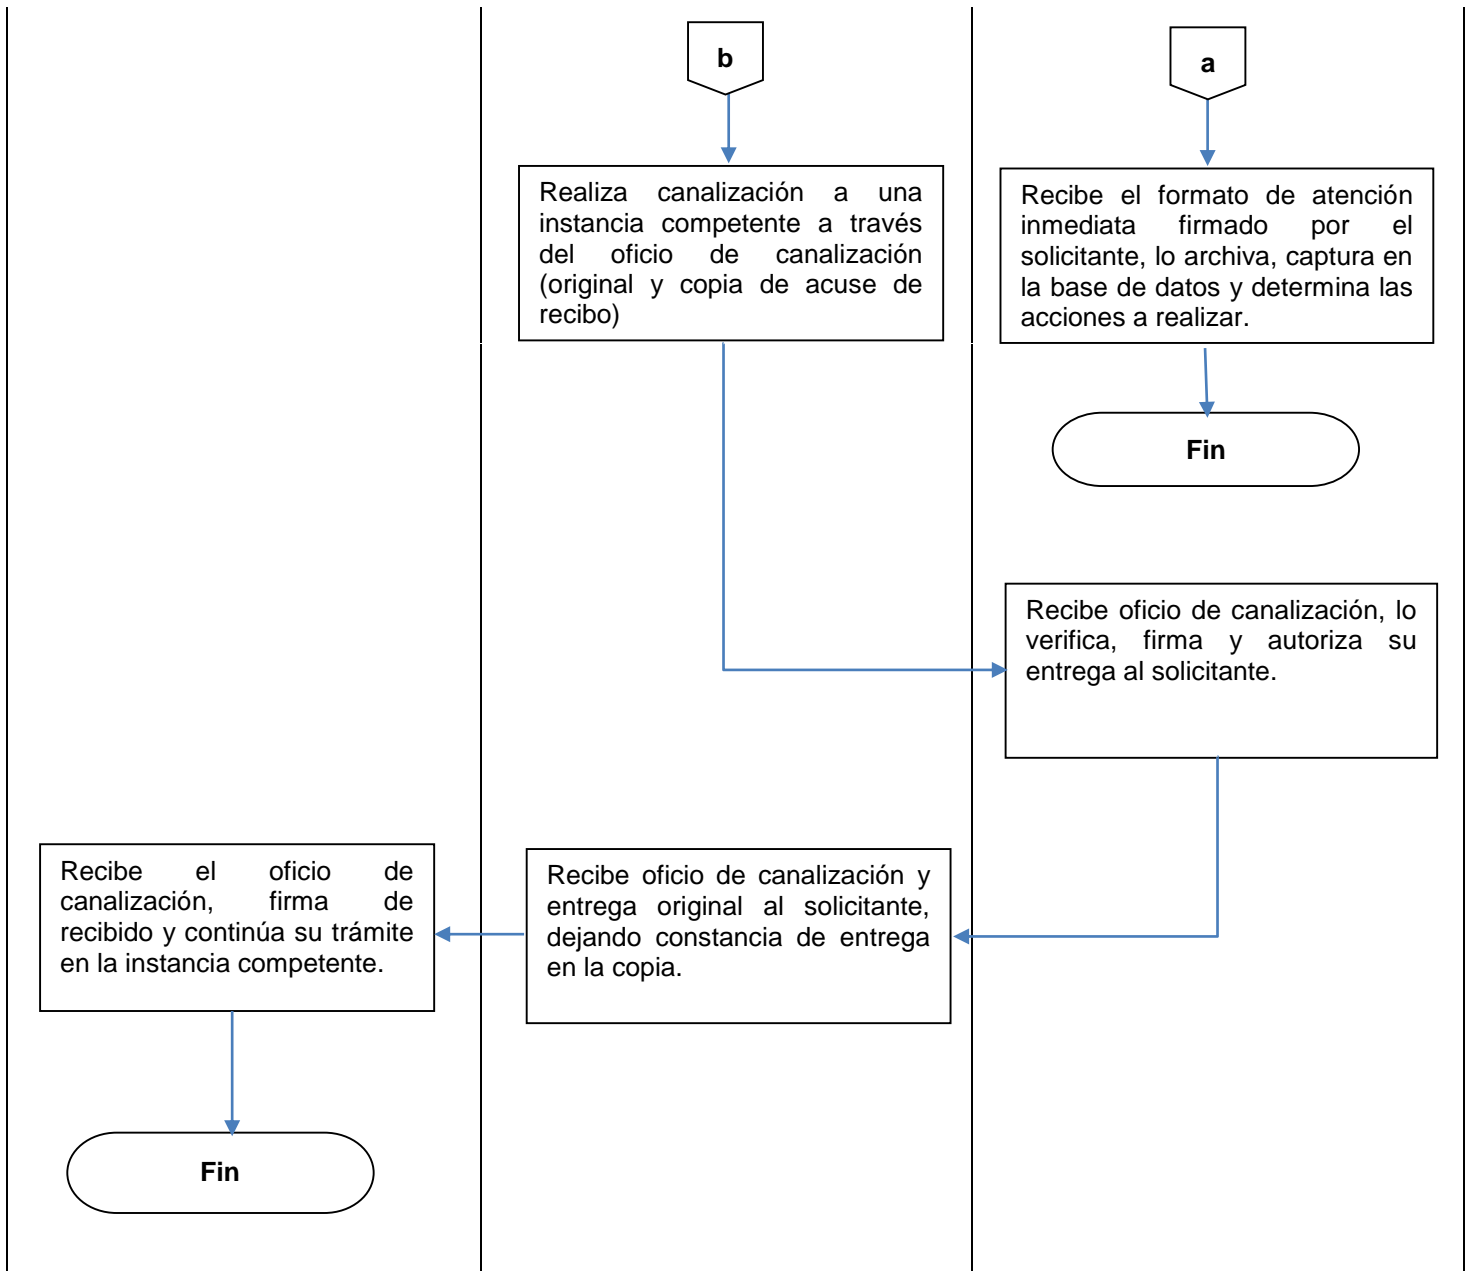 b
a
Realiza canalización a una
instancia competente a través
del oficio de canalización
(original y copia de acuse de
recibo)
Recibe el formato de atención
inmediata firmado por el
solicitante, lo archiva, captura en
la base de datos y determina las
acciones a realizar.
Fin
Recibe oficio de canalización, lo
verifica, firma y autoriza su
entrega al solicitante.
Recibe el oficio de
canalización, firma de
recibido y continúa su trámite
en la instancia competente.
Recibe oficio de canalización y
entrega original al solicitante,
dejando constancia de entrega
en la copia.
Fin